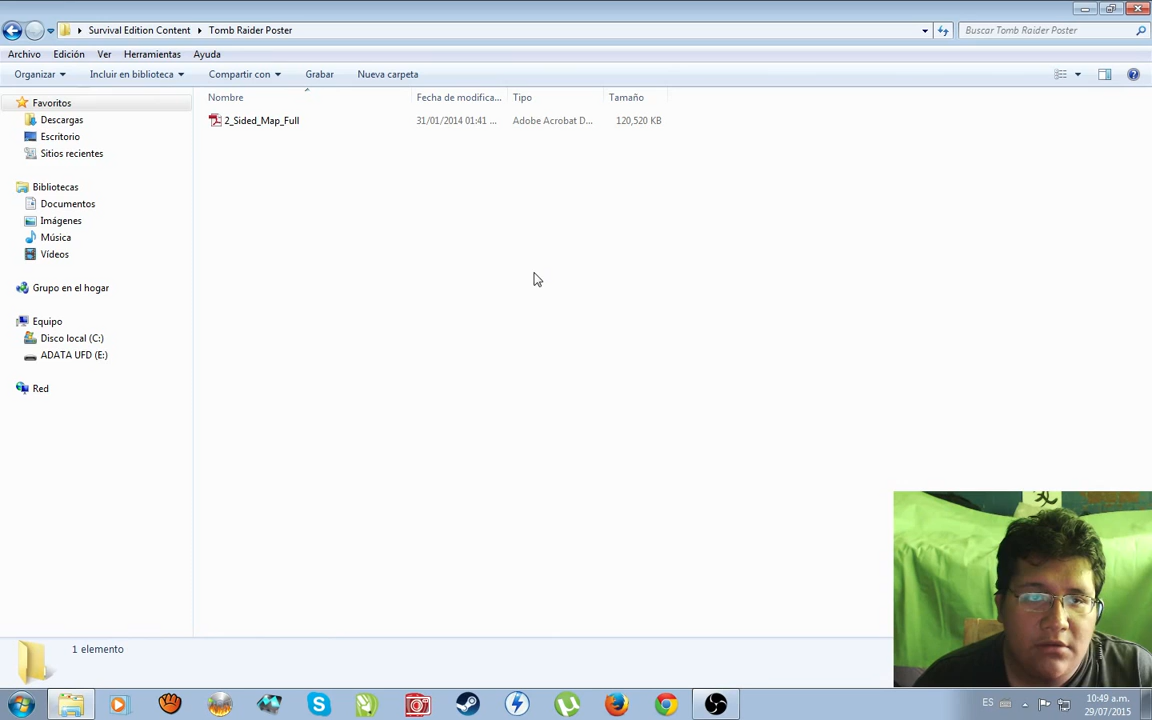 Survival Edition Content
Tomb Raider Poster
Buscar Tomb Raider Poster
Archivo Edición Ver Herramientas Ayuda
Organizar Incluir en biblioteca Compartir con Grabar Nueva carpeta
Favoritos
Descargas
Escritorio
Sitios recientes
Bibliotecas
Documentos
Imágenes
Música
Vídeos
Grupo en el hogar
Equipo
Disco local (C:)
ADATA UFD (E:)
Red
Nombre Fecha de modifica... Tipo Tamaño
2_Sided_Map_Full 31/01/2014 01:41 ... Adobe Acrobat D... 120,520 KB
1 elemento
ES
10:49 a.m.
29/07/2015